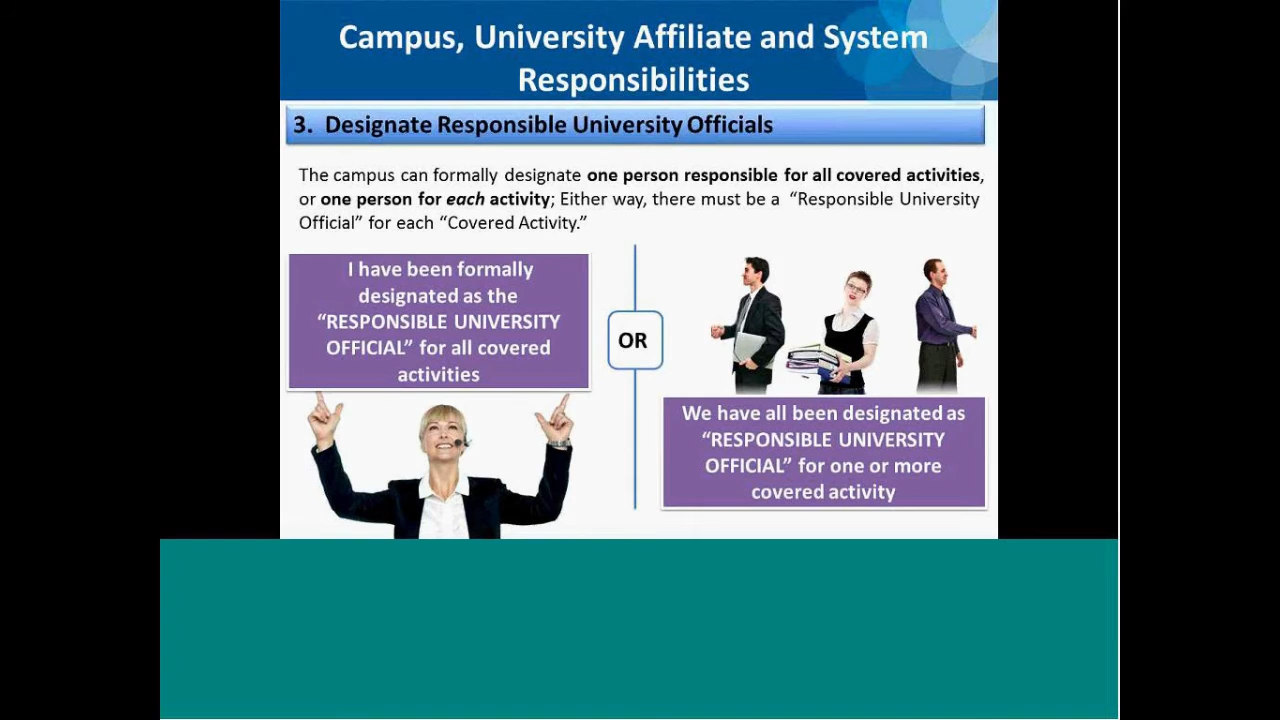 Campus, University Affiliate and System
Responsibilities
3. Designate Responsible University Officials
The campus can formally designate one person responsible for all covered activities,
or one person for each activity; Either way, there must be a “Responsible University
Official” for each “Covered Activity.”
I have been formally
designated as the
“RESPONSIBLE UNIVERSITY
OFFICIAL” for all covered
activities
OR
We have all been designated as
“RESPONSIBLE UNIVERSITY
OFFICIAL” for one or more
covered activity